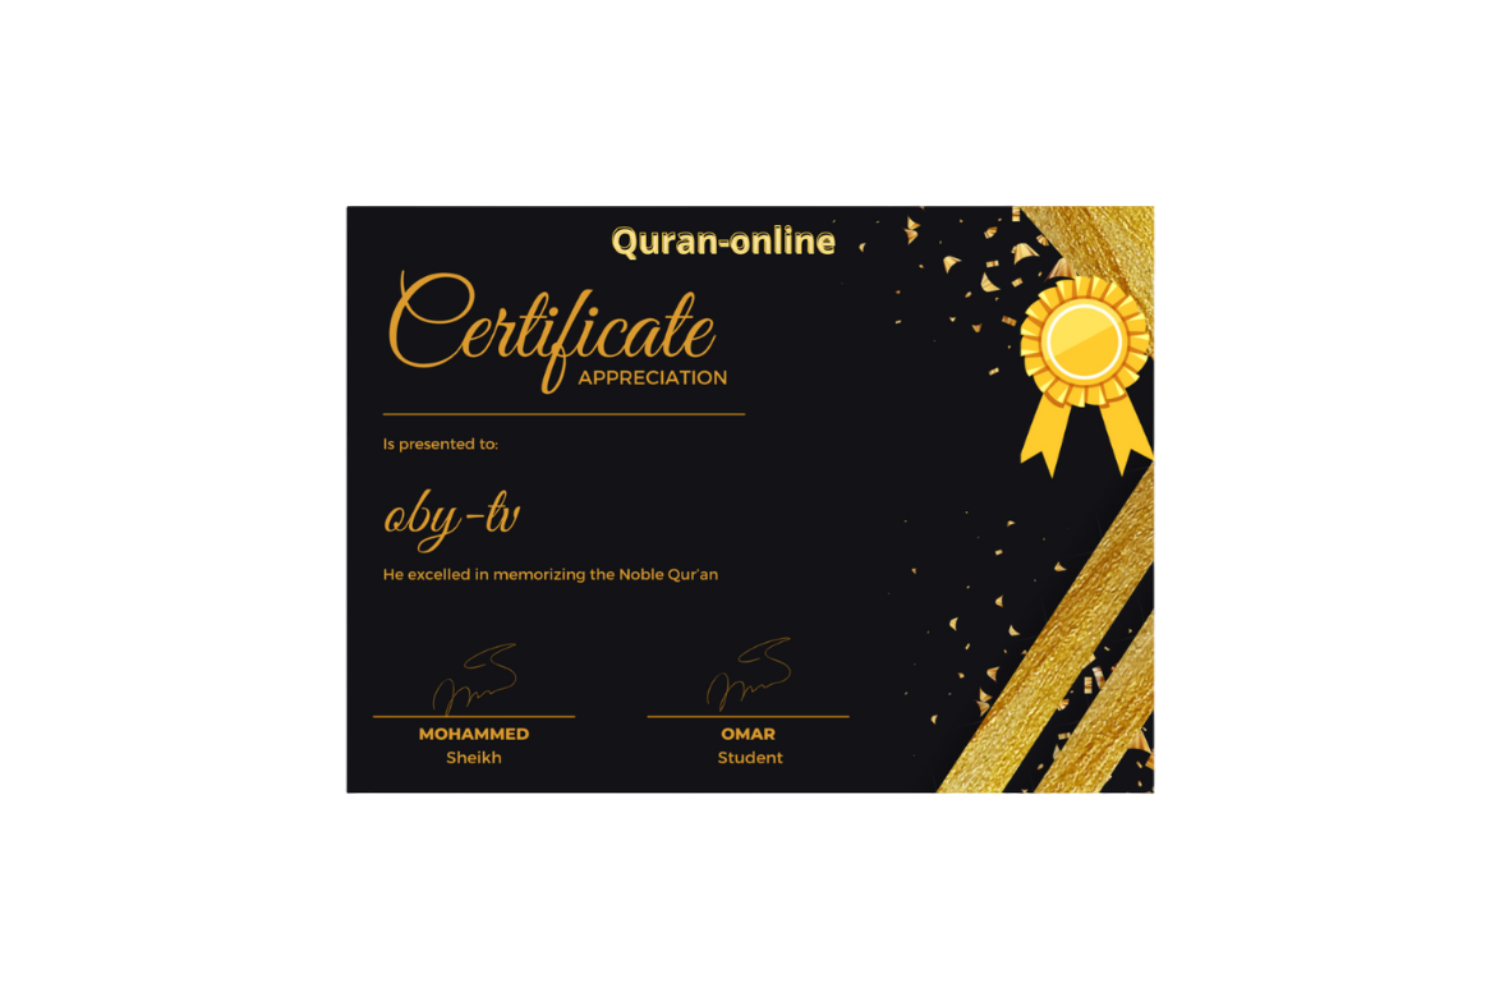 Quran-online
Certificate
APPRECIATION
Is presented to:
oby-tv
He excelled in memorizing the Noble Qur'an
MOHAMMED
Sheikh
OMAR
Student